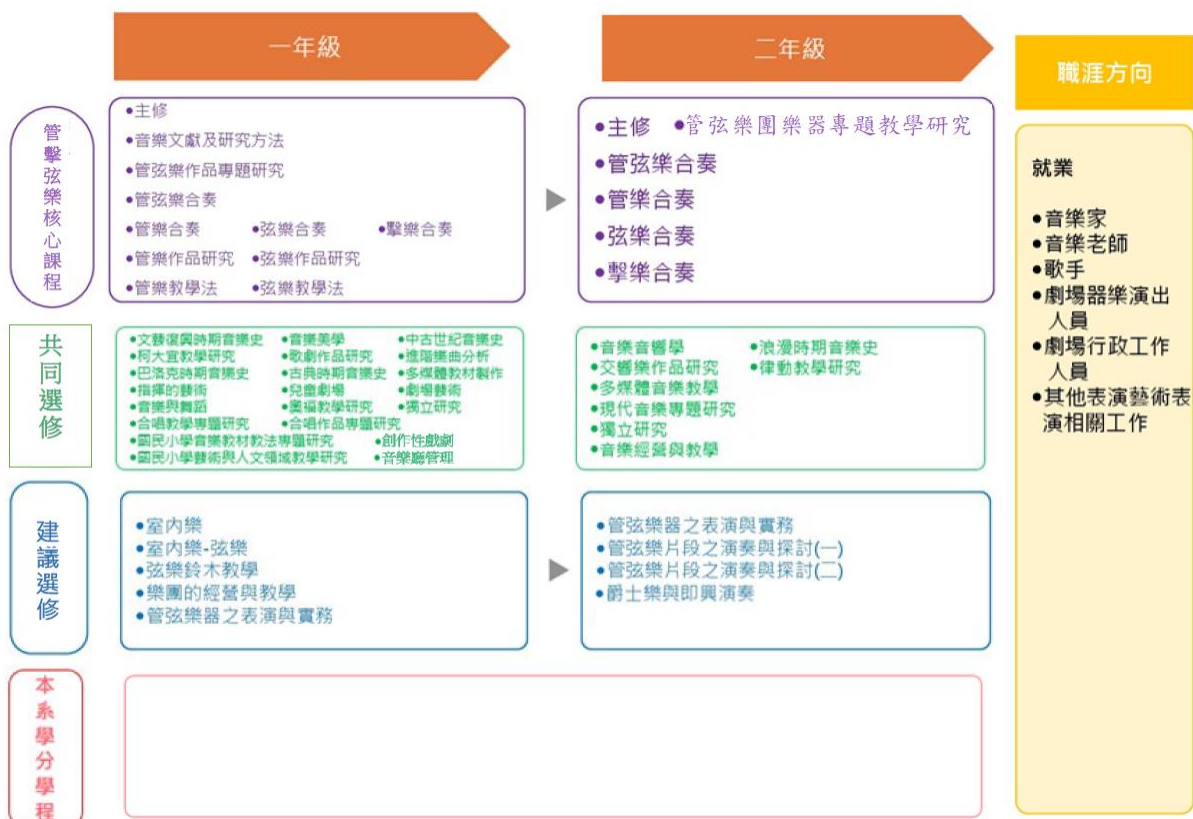 一年級
二年級
職涯方向
管擊弦樂核心課程
•主修
•音樂文獻及研究方法
•管弦樂作品專題研究
•管弦樂合奏
•管樂合奏 •弦樂合奏 •擊樂合奏
•管樂作品研究 •弦樂作品研究
•管樂教學法 •弦樂教學法
•主修 •管弦樂團樂器專題教學研究
•管弦樂合奏
•管樂合奏
•弦樂合奏
•擊樂合奏
共同選修
•文藝復興時期音樂史 •音樂美學 •中古世紀音樂史
•柯大宜教學研究 •歌劇作品研究 •進階樂曲分析
•巴洛克時期音樂史 •古典時期音樂史 •多媒體教材製作
•指揮的藝術 •兒童劇場 •劇場藝術
•音樂與舞蹈 •奧福教學研究 •獨立研究
•合唱教學專題研究 •合唱作品專題研究
•國民小學音樂教材教法專題研究 •創作性戲劇
•國民小學藝術與人文領域教學研究 •音樂廳管理
•音樂音響學 •浪漫時期音樂史
•交響樂作品研究 •律動教學研究
•多媒體音樂教學
•現代音樂專題研究
•獨立研究
•音樂經營與教學
建議選修
•室內樂
•室內樂-弦樂
•弦樂鈴木教學
•樂團的經營與教學
•管弦樂器之表演與實務
•管弦樂器之表演與實務
•管弦樂片段之演奏與探討(一)
•管弦樂片段之演奏與探討(二)
•爵士樂與即興演奏
本系學分學程
就業
•音樂家
•音樂老師
•歌手
•劇場器樂演出
人員
•劇場行政工作
人員
•其他表演藝術表
演相關工作